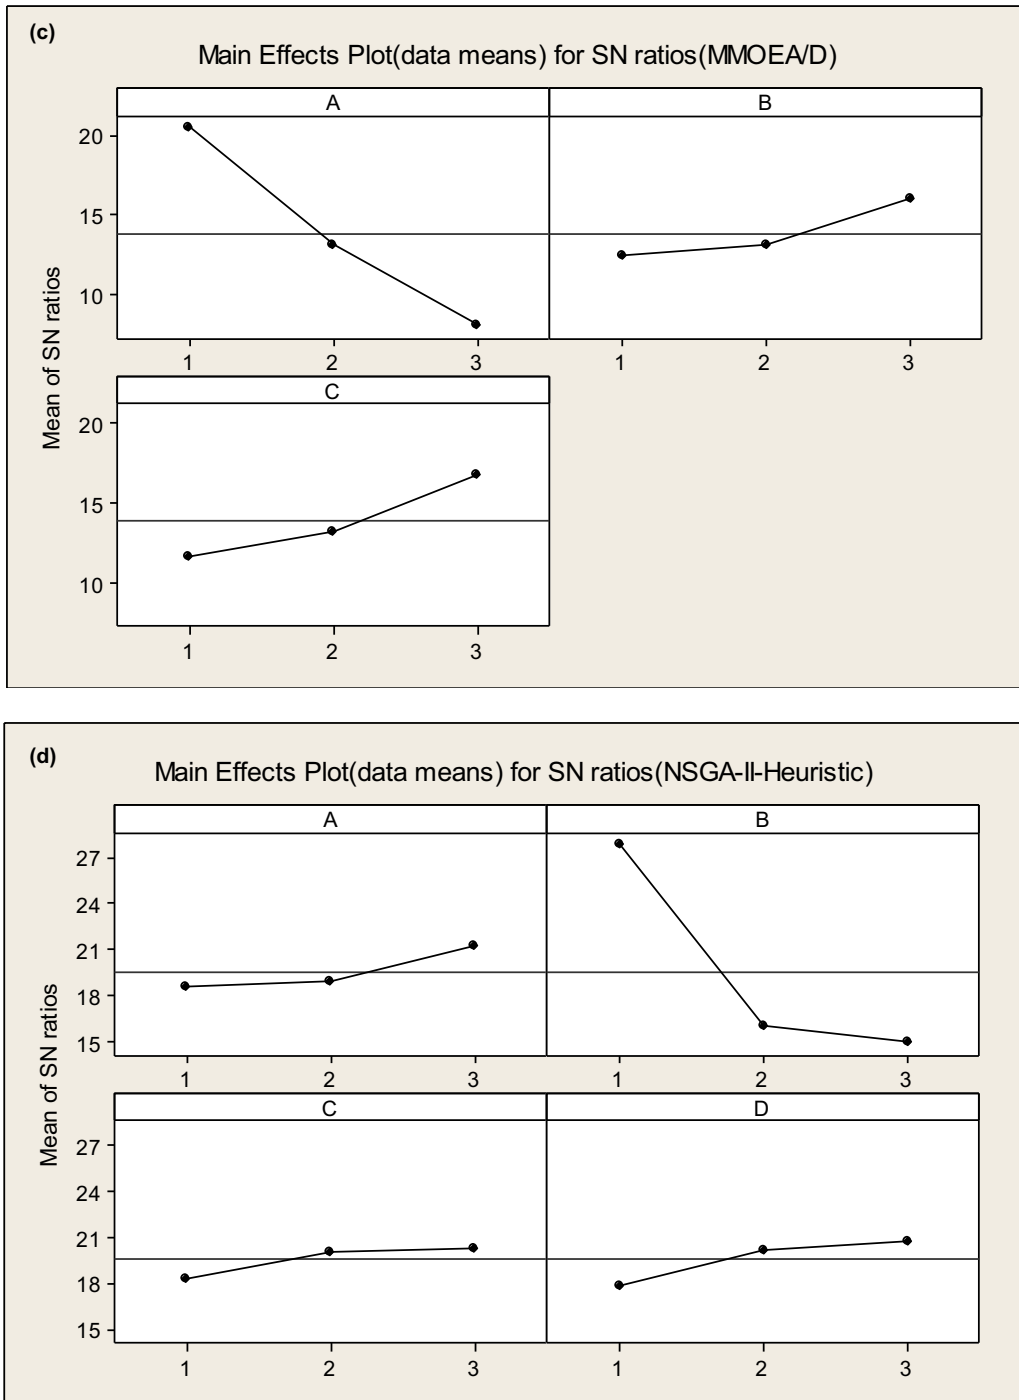 (c)
Main Effects Plot(data means) for SN ratios(MMOEA/D)
A B
20
15
10
1 2 3 1 2 3
Mean of SN ratios
C
20
15
10
1 2 3
(d)
Main Effects Plot(data means) for SN ratios(NSGA-II-Heuristic)
A B
27
24
21
18
15
1 2 3 1 2 3
Mean of SN ratios
C D
27
24
21
18
15
1 2 3 1 2 3